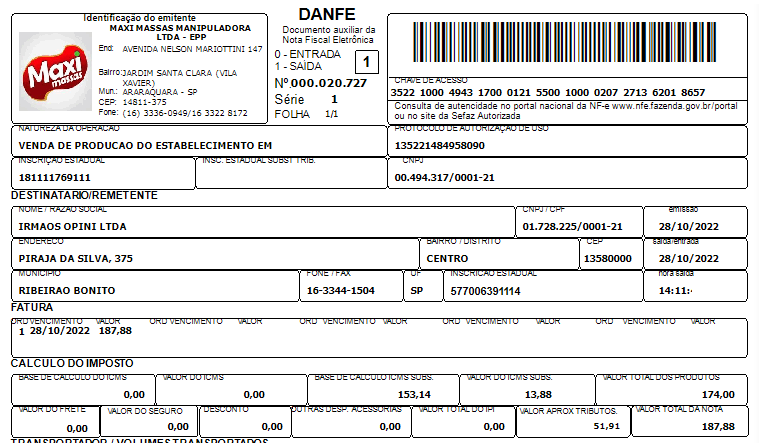 Identificação do emitente
MAXI MASSAS MANIPULADORA
LTDA - EPP
End: AVENIDA NELSON MARIOTTINI 147
Bairro: JARDIM SANTA CLARA (VILA
XAVIER)
Mun.: ARARAQUARA - SP
CEP: 14811-375
Fone: (16) 3336-0949/16 3322 8172
Maxi
massas
DANFE
Documento auxiliar da
Nota Fiscal Eletrônica
0 - ENTRADA
1 - SAÍDA
1
Nº.000.020.727
Série 1
FOLHA 1/1
CHAVE DE ACESSO
3522 1000 4943 1700 0121 5500 1000 0207 2713 6201 8657
Consulta de autencidade no portal nacional da NF-e www.nfe.fazenda.gov.br/portal
ou no site da Sefaz Autorizada
NATUREZA DA OPERACAO PROTOCOLO DE AUTORIZAÇÃO DE USO
VENDA DE PRODUCAO DO ESTABELECIMENTO EM 135221484958090
INSCRIÇÃO ESTADUAL INSC. ESTADUAL SUBST TRIB. CNPJ
181111769111 00.494.317/0001-21
DESTINATARIO/REMETENTE
NOME / RAZAO SOCIAL CNPJ / CPF emissão
IRMAOS OPINI LTDA 01.728.225/0001-21 28/10/2022
ENDERECO BAIRRO / DISTRITO CEP saida/entrada
PIRAJA DA SILVA, 375 CENTRO 13580000 28/10/2022
MUNICIPIO FONE / FAX UF INSCRICAO ESTADUAL hora saida
RIBEIRAO BONITO 16-3344-1504 SP 577006391114 14:11:
FATURA
ORD VENCIMENTO VALOR ORD VENCIMENTO VALOR ORD VENCIMENTO VALOR ORD VENCIMENTO VALOR
1 28/10/2022 187,88
CALCULO DO IMPOSTO
BASE DE CALCULO DO ICMS VALOR DO ICMS BASE DE CALCULO ICMS SUBS. VALOR DO ICMS SUBS. VALOR TOTAL DOS PRODUTOS
0,00 0,00 153,14 13,88 174,00
VALOR DO FRETE VALOR DO SEGURO DESCONTO OUTRAS DESP. ACESSORIAS VALOR TOTAL DO IPI VALOR APROX TRIBUTOS. VALOR TOTAL DA NOTA
0,00 0,00 0,00 0,00 0,00 51,91 187,88
TRANSPORTADOR / VOLUMES TRANSPORTADOS